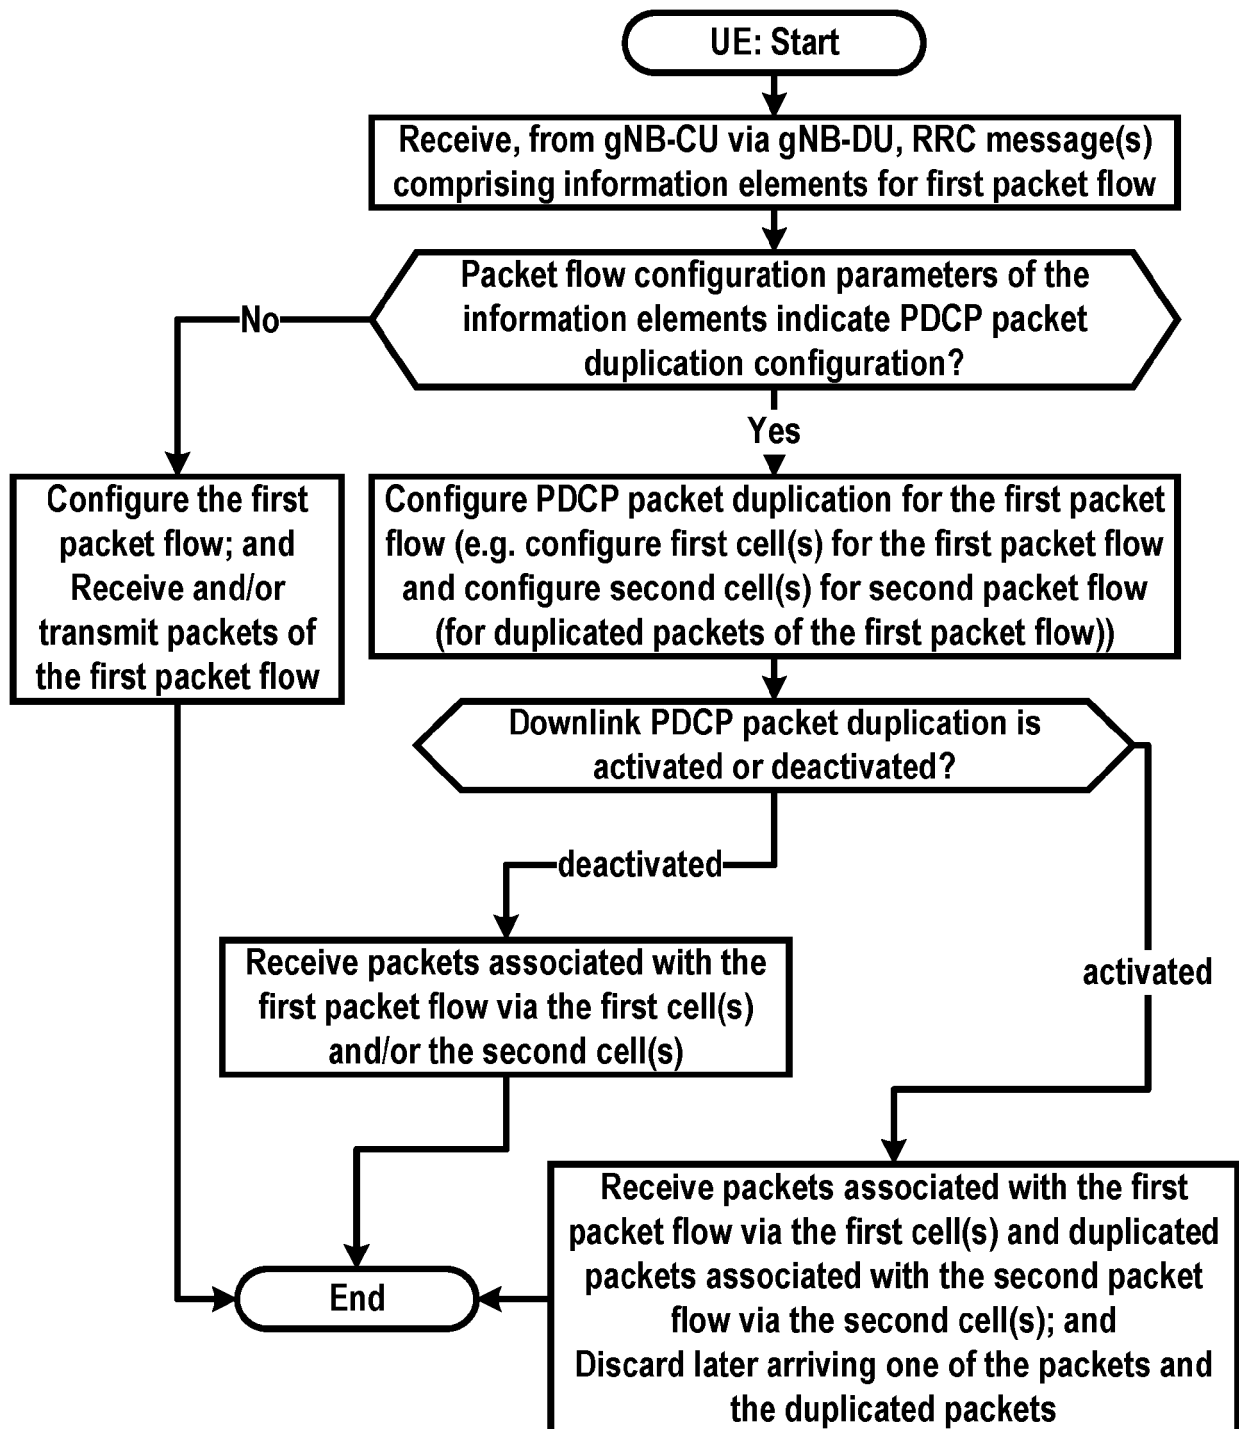 UE: Start
Receive, from gNB-CU via gNB-DU, RRC message(s)
comprising information elements for first packet flow
Packet flow configuration parameters of the
information elements indicate PDCP packet
duplication configuration?
No
Yes
Configure the first
packet flow; and
Receive and/or
transmit packets of
the first packet flow
Configure PDCP packet duplication for the first packet
flow (e.g. configure first cell(s) for the first packet flow
and configure second cell(s) for second packet flow
(for duplicated packets of the first packet flow))
Downlink PDCP packet duplication is
activated or deactivated?
deactivated
activated
Receive packets associated with the
first packet flow via the first cell(s)
and/or the second cell(s)
Receive packets associated with the first
packet flow via the first cell(s) and duplicated
packets associated with the second packet
flow via the second cell(s); and
Discard later arriving one of the packets and
the duplicated packets
End